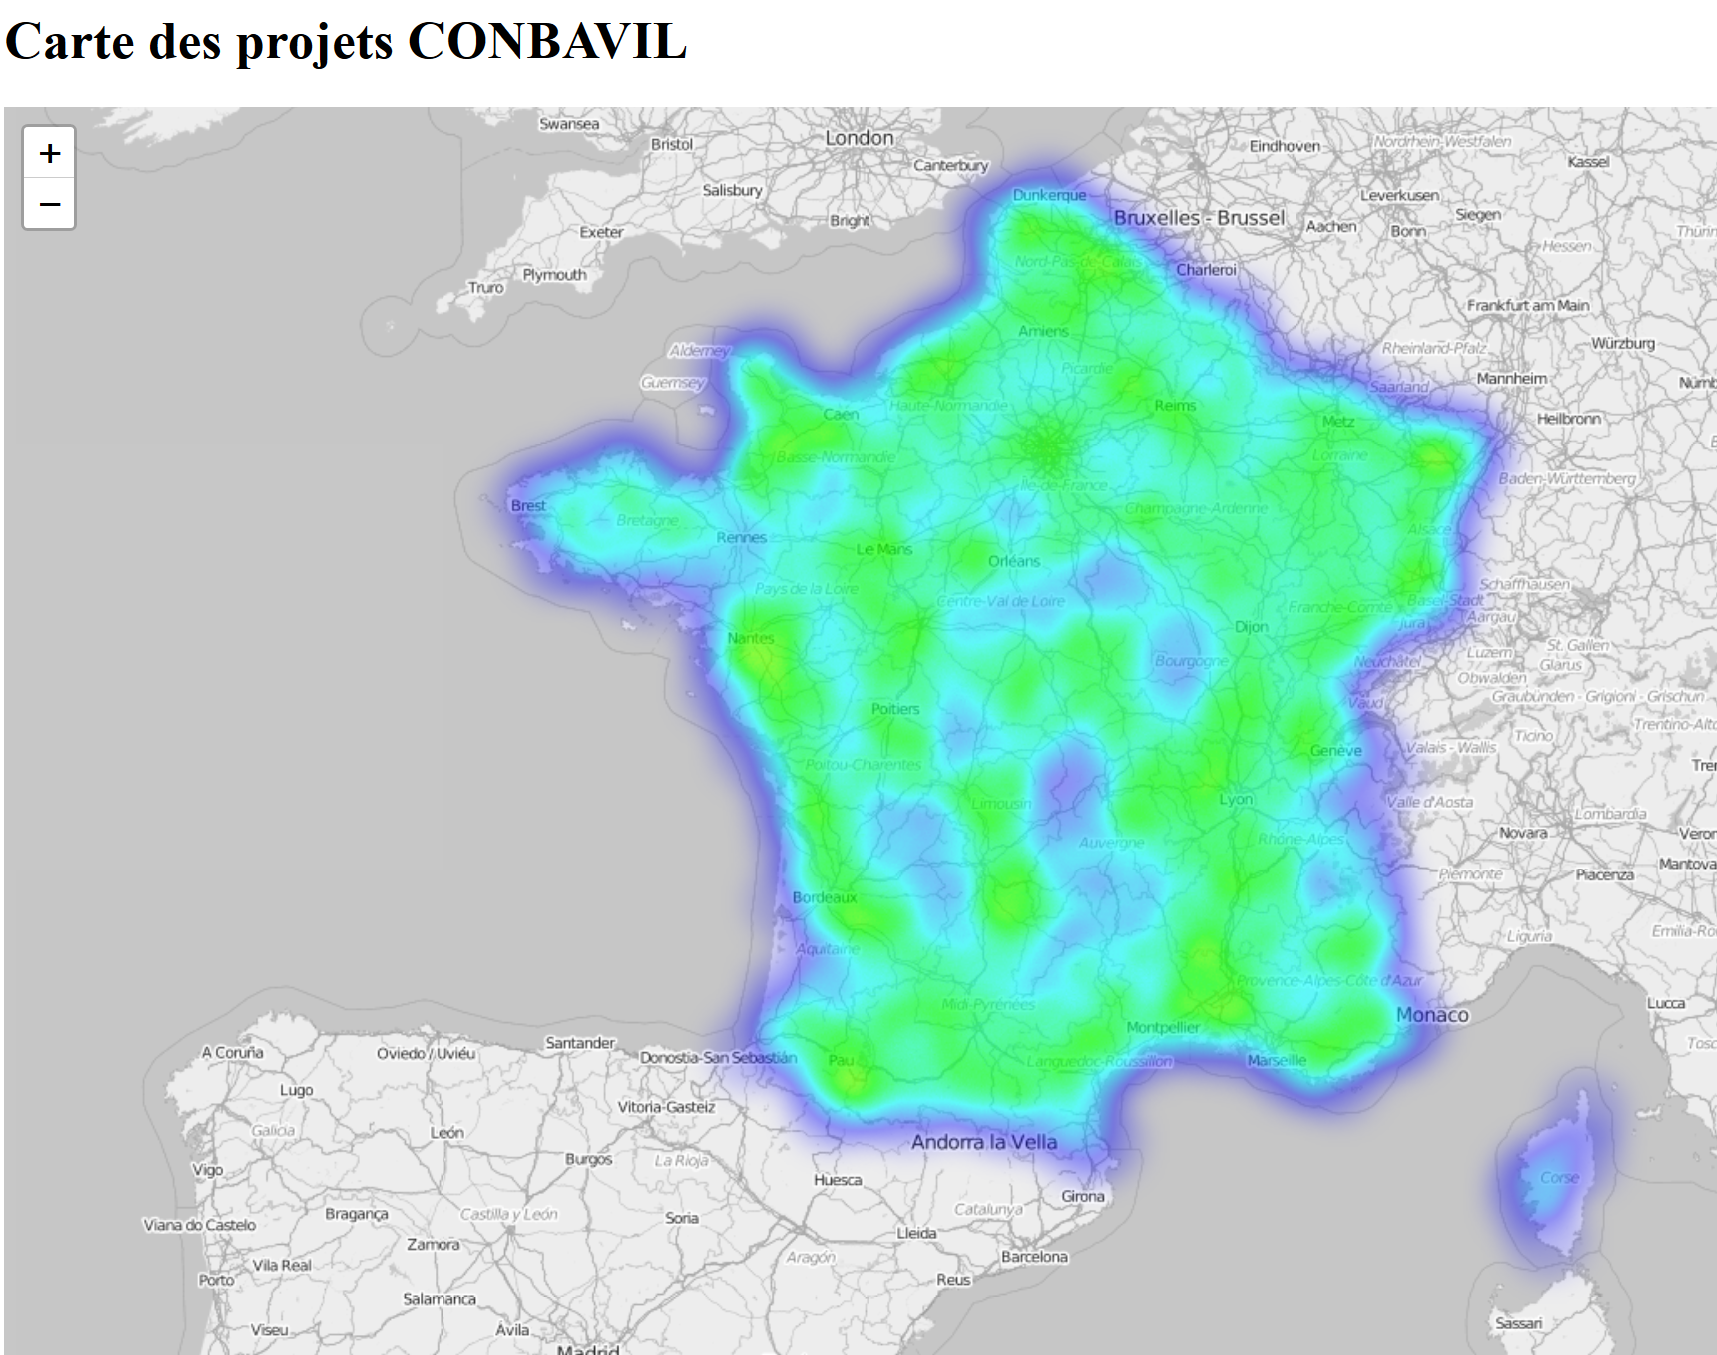 Carte des projets CONBAVIL
+
−
Swansea
Bristol
London
Canterbury
Salisbury
Bright
Exeter
Plymouth
Truro
Eindhoven
Nordrhein-Westfalen
Kassel
Dunkerque
Leverkusen
Bruxelles - Brussel
Aachen
Siegen
Bonn
Thürin
Hessen
Nord-Pas-de-Calais
Charleroi
Frankfurt am Main
Amiens
Würzburg
Alderney
Rheinland-Pfalz
Guernsey
Picardie
Saarland
Mannheim
Nürnb
Haute-Normandie
Reims
Caen
Metz
Heilbronn
Basse-Normandie
Lorraine
Île-de-France
Baden-Württemberg
Brest
Bretagne
Champagne-Ardenne
Rennes
Alsace
Le Mans
Orléans
Pays de la Loire
Schaffhausen
Centre-Val de Loire
Franche-Comté
Basel-Stadt
Aargau
Jura
Dijon
Nantes
St. Gallen
Luzern
Glarus
Bourgogne
Neuchâtel
Obwalden
Graubünden - Grigioni - Grischun
Vaud
Poitiers
Trentino-Alto
Ticino
Genève
Valais - Wallis
Poitou-Charentes
Trer
Lyon
Limousin
Valle d'Aosta
Lombardia
Novara
Veron
Rhône-Alpes
Auvergne
Mantova
Piemonte
Piacenza
Bordeaux
Aquitaine
Liguria
Emilia-Ro
Provence-Alpes-Côte d'Azur
Midi-Pyrénées
Lucca
Monaco
Montpellier
Tosc
A Coruña
Oviedo / Uviéu
Santander
Donostia-San Sebastián
Pau
Languedoc-Roussillon
Marseille
Lugo
Vitoria-Gasteiz
Galicia
León
Andorra la Vella
Burgos
La Rioja
Vigo
Huesca
Corse
Girona
Viana do Castelo
Bragança
Castilla y León
Soria
Catalunya
Lleida
Zamora
Aragón
Barcelona
Vila Real
Porto
Reus
Salamanca
Viseu
Ávila
Sassari
Madrid